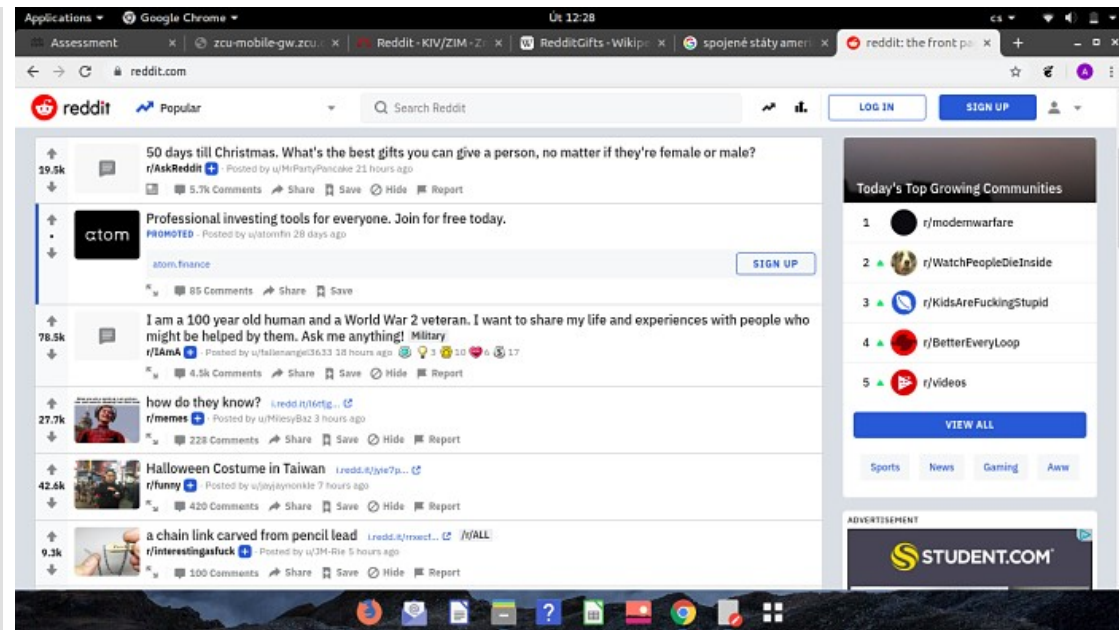 Applications
Google Chrome
Út 12:28
cs
Assessment
zcu-mobile-gw.zcu.
Reddit - KIV/ZIM - Z
RedditGifts - Wikip
spojené státy ameri
reddit: the front pa
reddit.com
A
reddit
Popular
Search Reddit
LOG IN
SIGN UP
50 days till Christmas. What's the best gifts you can give a person, no matter if they're female or male?
19.5k
r/AskReddit · Posted by u/MrPartyPancake 21 hours ago
5.7k Comments Share Save Hide Report
Professional investing tools for everyone. Join for free today.
PROMOTED · Posted by u/atomfin 28 days ago
atom
atom.finance
SIGN UP
85 Comments Share Save
I am a 100 year old human and a World War 2 veteran. I want to share my life and experiences with people who
might be helped by them. Ask me anything! Military
78.5k
r/IAmA · Posted by u/fallenangel3633 18 hours ago 3 10 6 17
4.5k Comments Share Save Hide Report
how do they know?
27.7k
r/memes · Posted by u/MilesyBaz 3 hours ago
228 Comments Share Save Hide Report
Halloween Costume in Taiwan i.redd.it/jyie7p...
42.6k
r/funny · Posted by u/jayjaynonkle 7 hours ago
420 Comments Share Save Hide Report
a chain link carved from pencil lead /r/ALL
9.3k
r/interestingasfuck · Posted by u/JM-Rie 5 hours ago
100 Comments Share Save Hide Report
Today's Top Growing Communities
1 r/modernwarfare
2 r/WatchPeopleDieInside
3 r/KidsAreFuckingStupid
4 r/BetterEveryLoop
5 r/videos
VIEW ALL
Sports News Gaming Aww
ADVERTISEMENT
STUDENT.COM